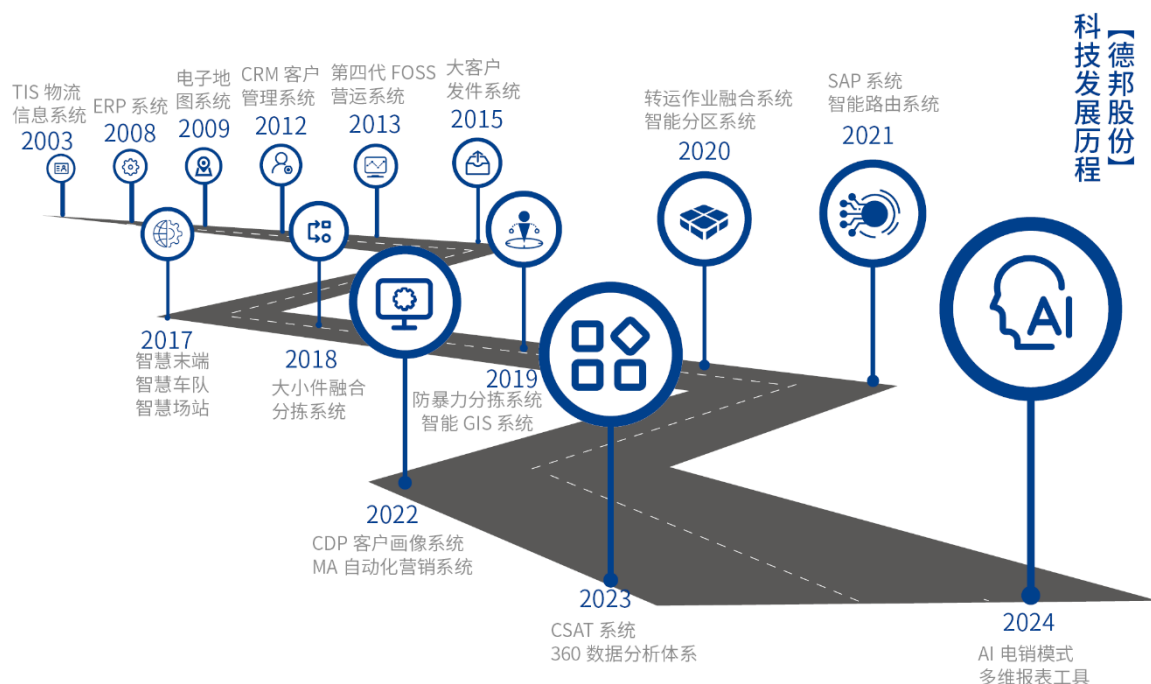 【德邦股份】
科技发展历程
TIS 物流
信息系统
2003
ERP 系统
2008
电子地
图系统
2009
CRM 客户
管理系统
2012
第四代 FOSS
营运系统
2013
大客户
发件系统
2015
2017
智慧末端
智慧车队
智慧场站
2018
大小件融合
分拣系统
2019
防暴力分拣系统
智能 GIS 系统
转运作业融合系统
智能分区系统
2020
SAP 系统
智能路由系统
2021
2022
CDP 客户画像系统
MA 自动化营销系统
2023
CSAT 系统
360 数据分析体系
AI
2024
AI 电销模式
多维报表工具